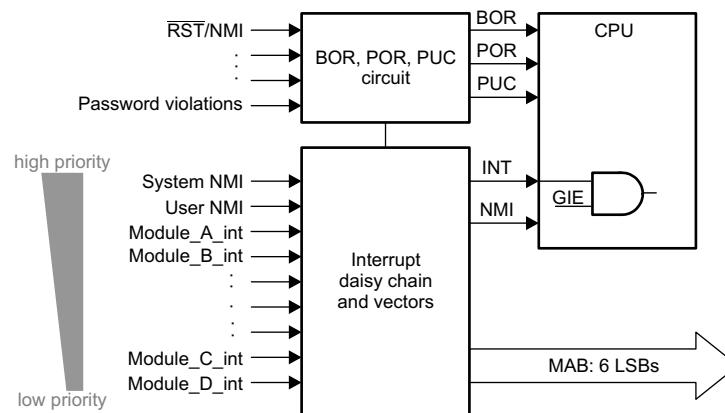 RST/NMI
BOR, POR, PUC
circuit
Password violations
BOR
POR
PUC
CPU
high priority
low priority
System NMI
User NMI
Module_A_int
Module_B_int
Module_C_int
Module_D_int
Interrupt
daisy chain
and vectors
INT
GIE
NMI
MAB: 6 LSBs